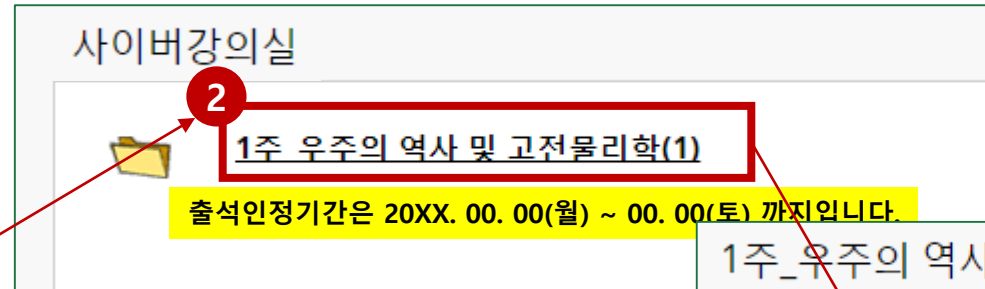 사이버강의실
2
1주_우주의 역사 및 고전물리학(1)
출석인정기간은 20XX. 00. 00(월) ~ 00. 00(토) 까지입니다.
1주_우주의 역사